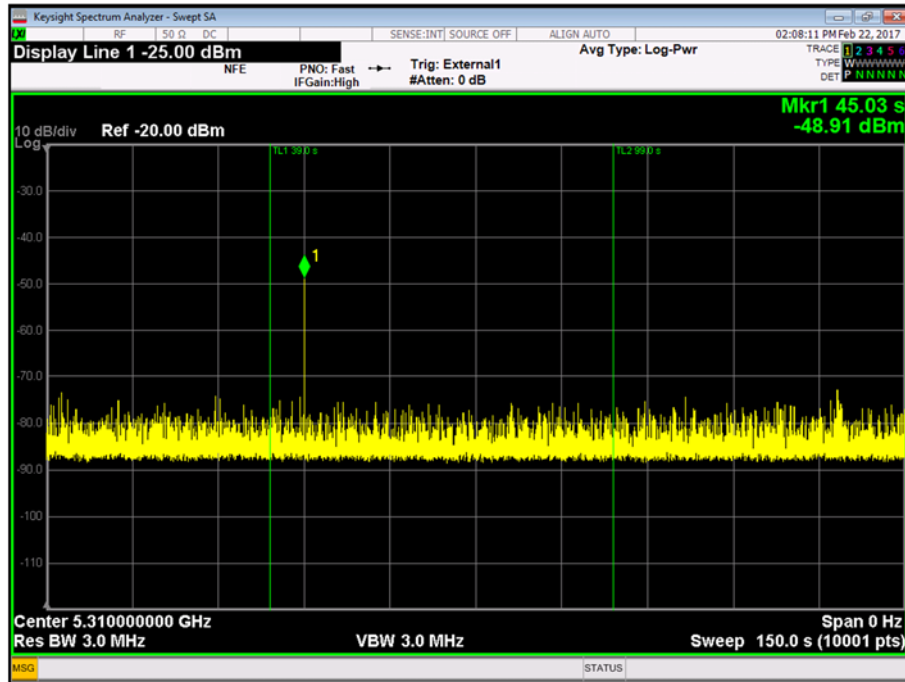 Keysight Spectrum Analyzer - Swept SA
LXI RF 50 Ω DC SENSE:INT SOURCE OFF ALIGN AUTO 02:08:11 PM Feb 22, 2017
Display Line 1 -25.00 dBm Avg Type: Log-Pwr TRACE 1 2 3 4 5 6
NFE PNO: Fast Trig: External1 TYPE WWWWWW
IFGain:High #Atten: 0 dB DET P N N N N N
Mkr1 45.03 s
-48.91 dBm
10 dB/div Ref -20.00 dBm
Log
TL1 39.0 s TL2 99.0 s
-30.0
-40.0
1
-50.0
-60.0
-70.0
-80.0
-90.0
-100
-110
Center 5.310000000 GHz Span 0 Hz
Res BW 3.0 MHz VBW 3.0 MHz Sweep 150.0 s (10001 pts)
MSG STATUS